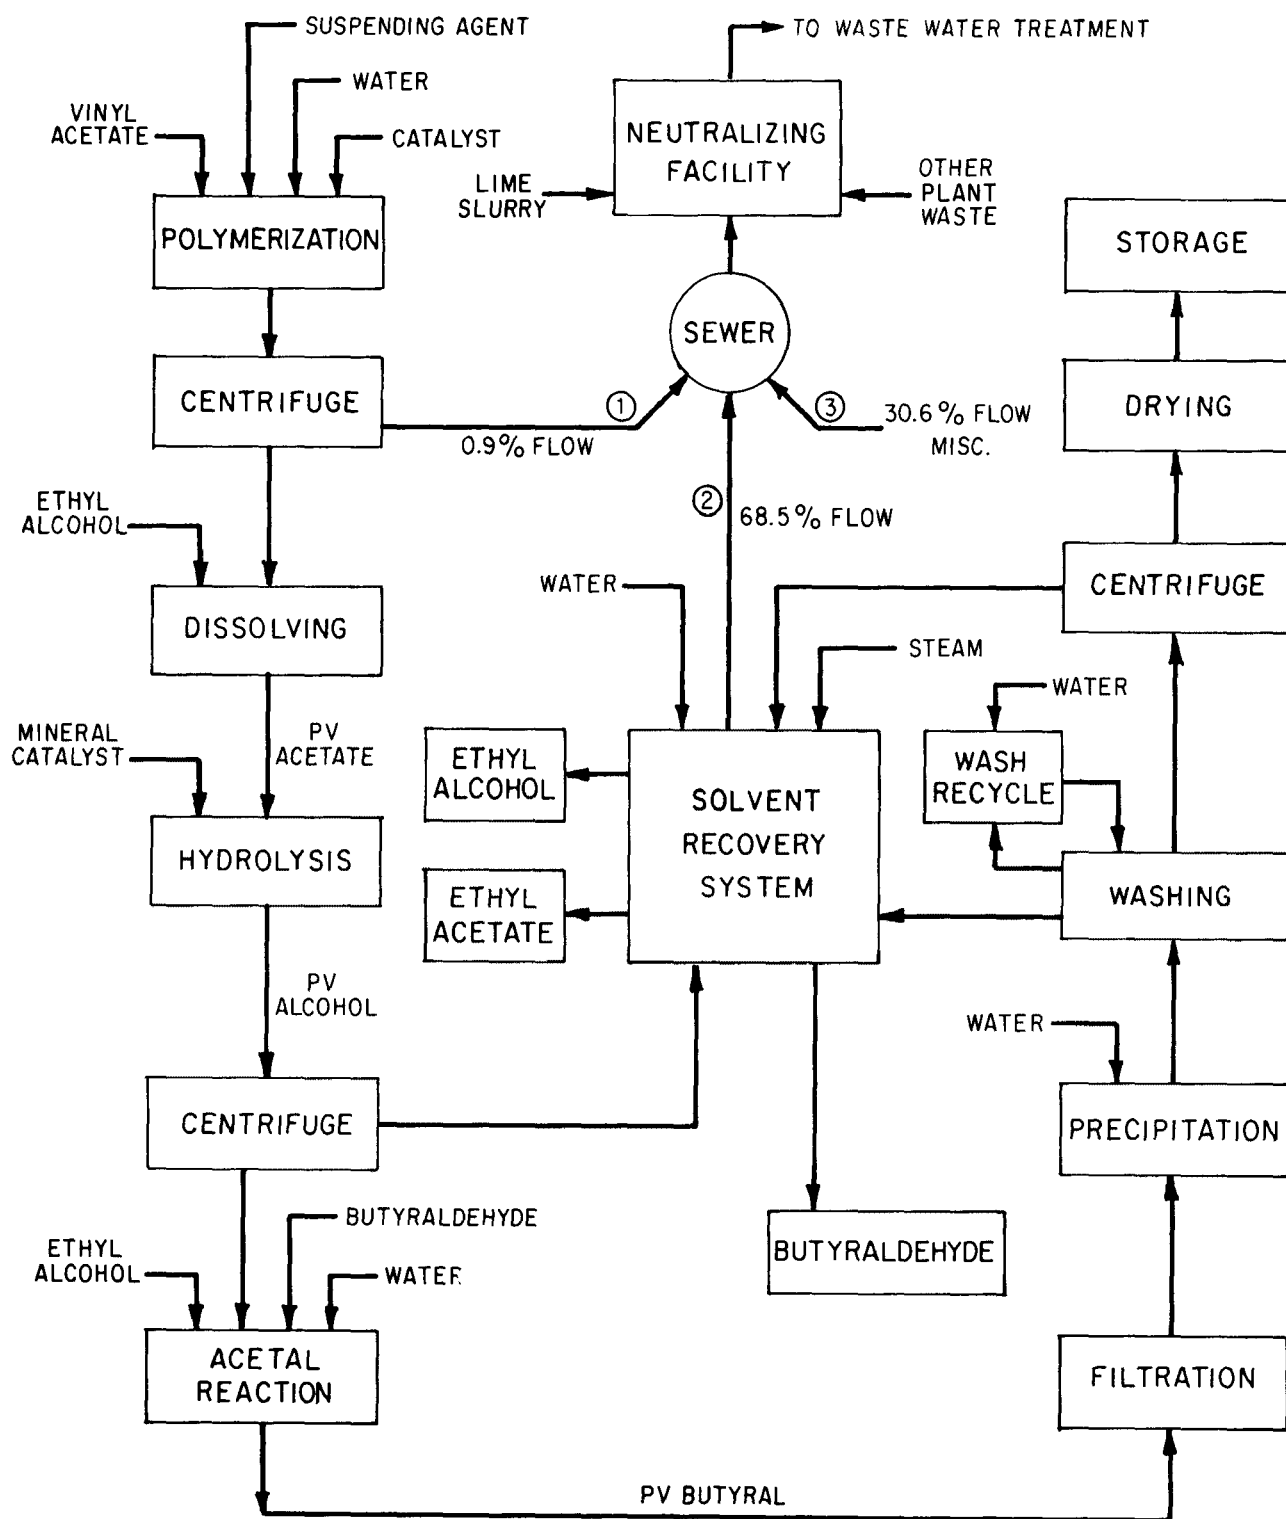 SUSPENDING AGENT
WATER
VINYL
ACETATE
CATALYST
POLYMERIZATION
CENTRIFUGE
0.9% FLOW
1
ETHYL
ALCOHOL
DISSOLVING
PV
ACETATE
MINERAL
CATALYST
HYDROLYSIS
PV
ALCOHOL
CENTRIFUGE
BUTYRALDEHYDE
ETHYL
ALCOHOL
WATER
ACETAL
REACTION
PV BUTYRAL
TO WASTE WATER TREATMENT
NEUTRALIZING
FACILITY
LIME
SLURRY
OTHER
PLANT
WASTE
SEWER
3
30.6% FLOW
MISC.
2
68.5% FLOW
WATER
STEAM
SOLVENT
RECOVERY
SYSTEM
ETHYL
ALCOHOL
ETHYL
ACETATE
BUTYRALDEHYDE
STORAGE
DRYING
CENTRIFUGE
WATER
WASH
RECYCLE
WASHING
WATER
PRECIPITATION
FILTRATION